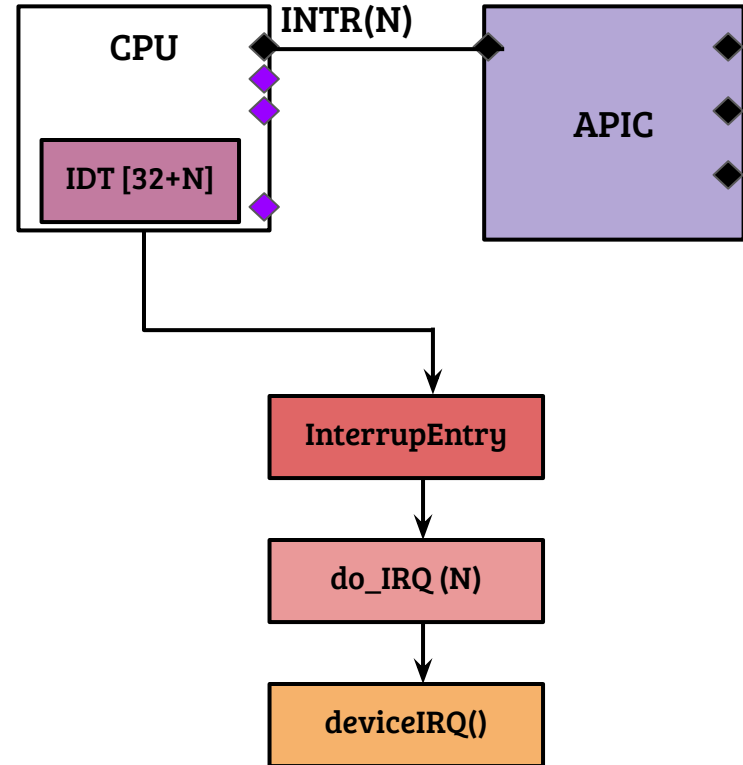 INTR(N)
CPU
APIC
IDT [32+N]
InterrupEntry
do_IRQ (N)
deviceIRQ()